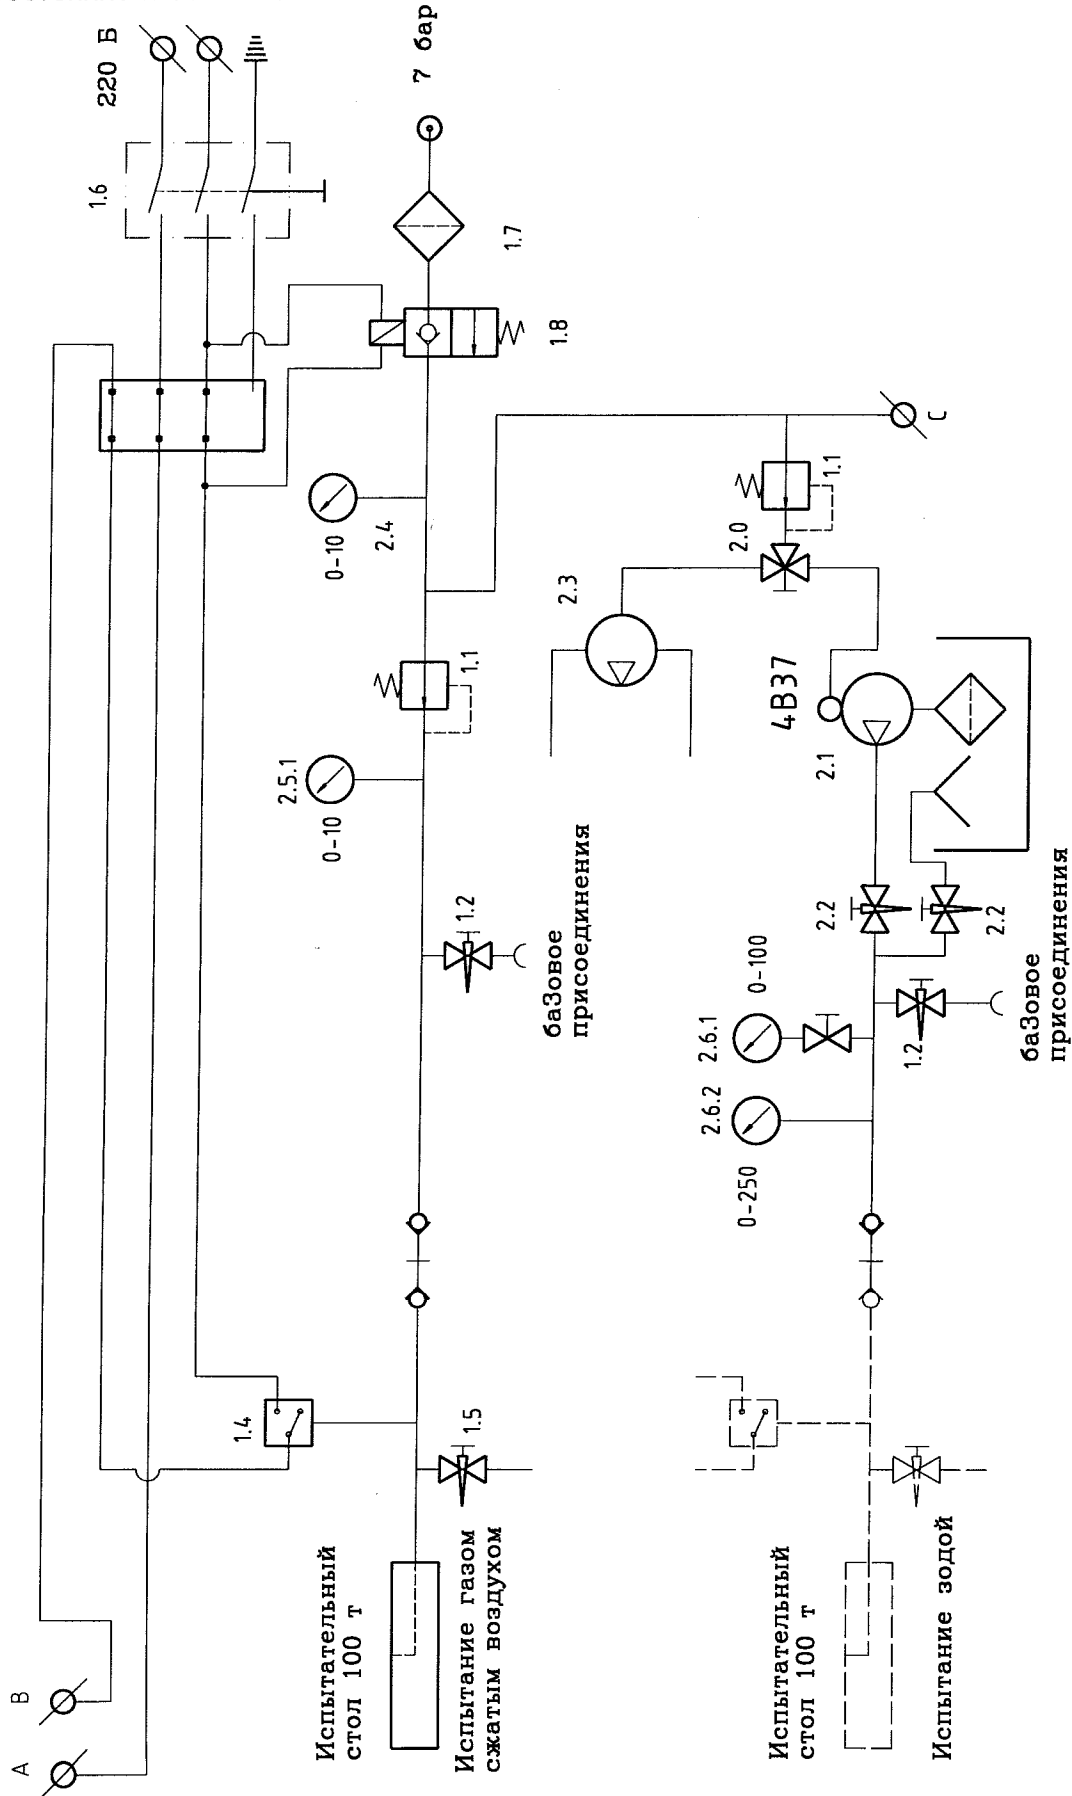 220 В
1.6
7 бар
1.7
1.8
0-10
2.4
C
1.1
2.0
2.3
1.1
2.5.1
0-10
4B37
2.1
1.2
баЗовое
присоединения
2.2
2.2
0-100
2.6.1
1.2
баЗовое
присоединения
2.6.2
0-250
1.4
1.5
Испытательный
стол 100 т
Испытание газом
сжатым воздухом
Испытательный
стол 100 т
Испытание зодой
B
A